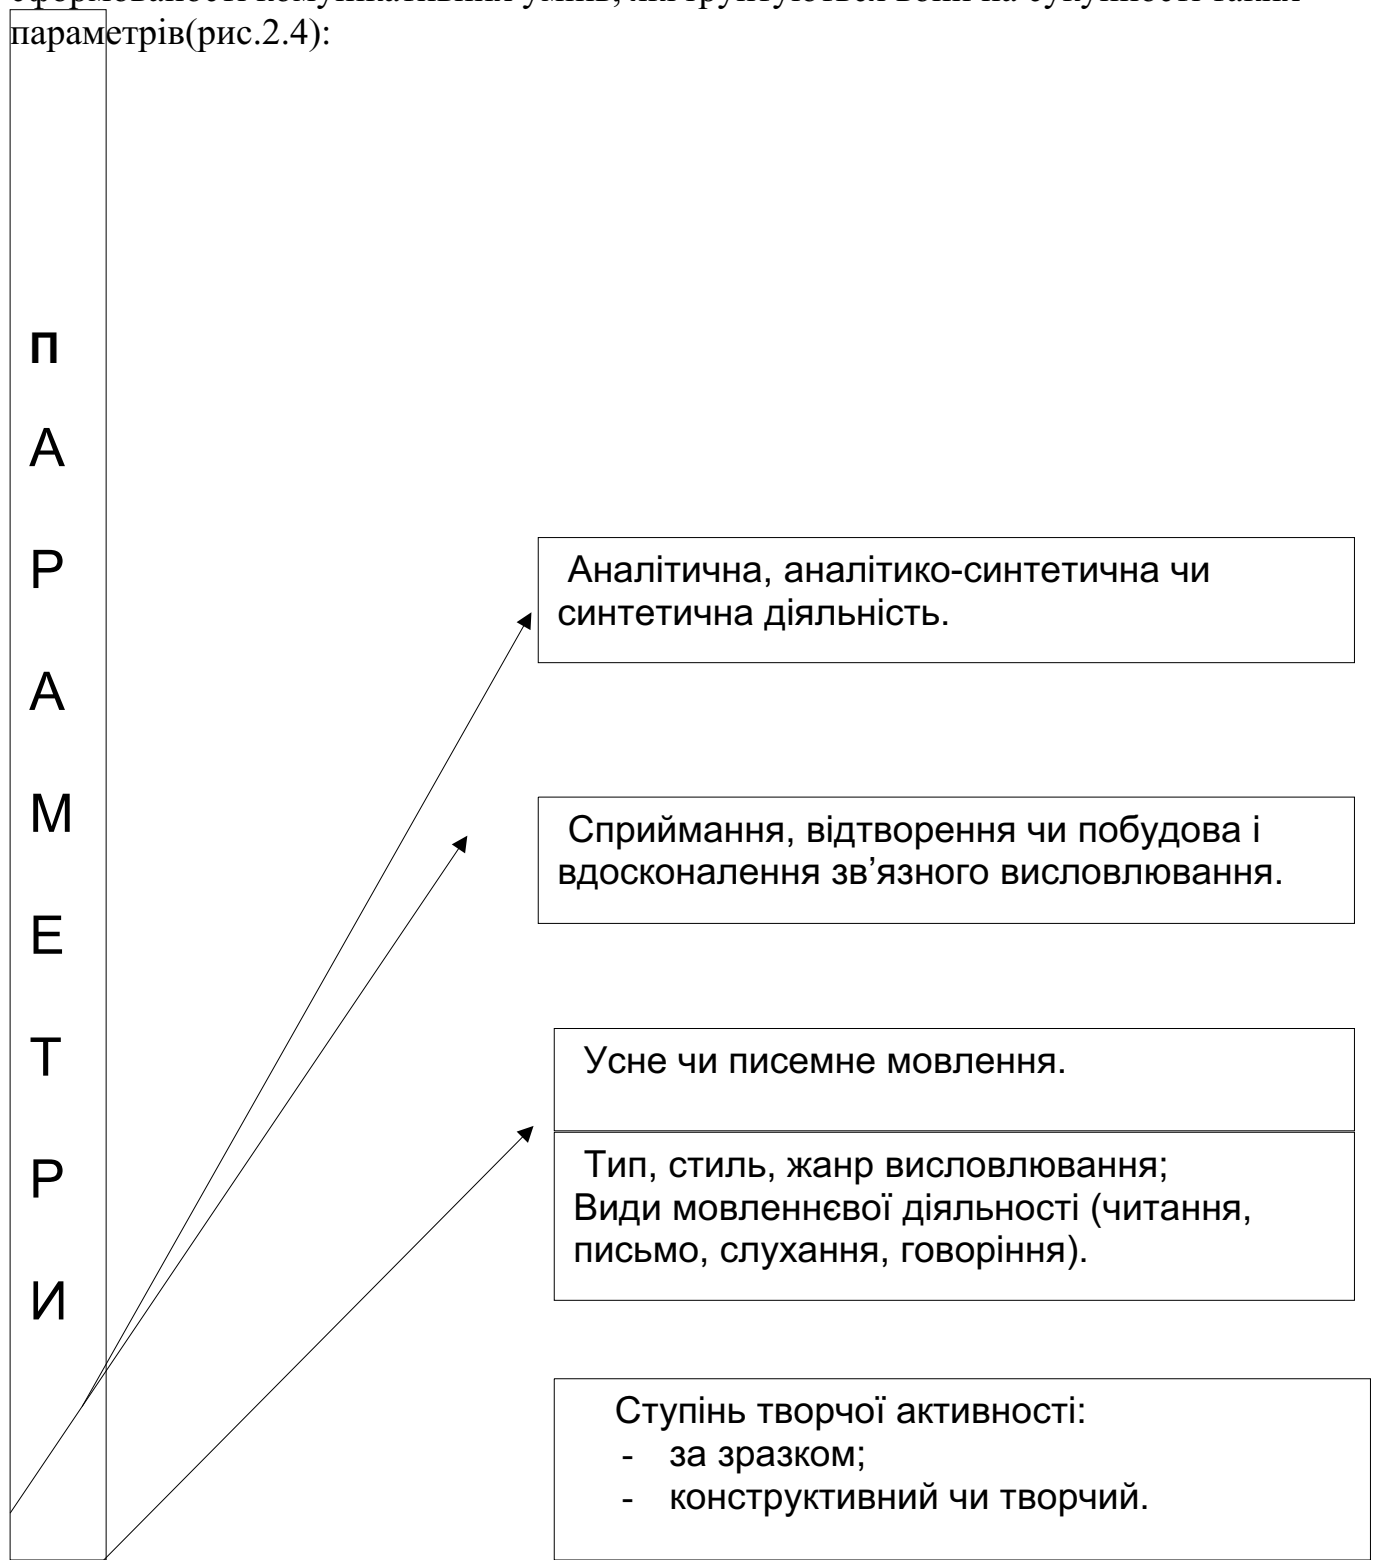 параметрів(рис.2.4):
П
А
Р
А
М
Е
Т
Р
И
Аналітична, аналітико-синтетична чи
синтетична діяльність.
Сприймання, відтворення чи побудова і
вдосконалення зв’язного висловлювання.
Усне чи писемне мовлення.
Тип, стиль, жанр висловлювання;
Види мовленнєвої діяльності (читання,
письмо, слухання, говоріння).
Ступінь творчої активності:
- за зразком;
- конструктивний чи творчий.